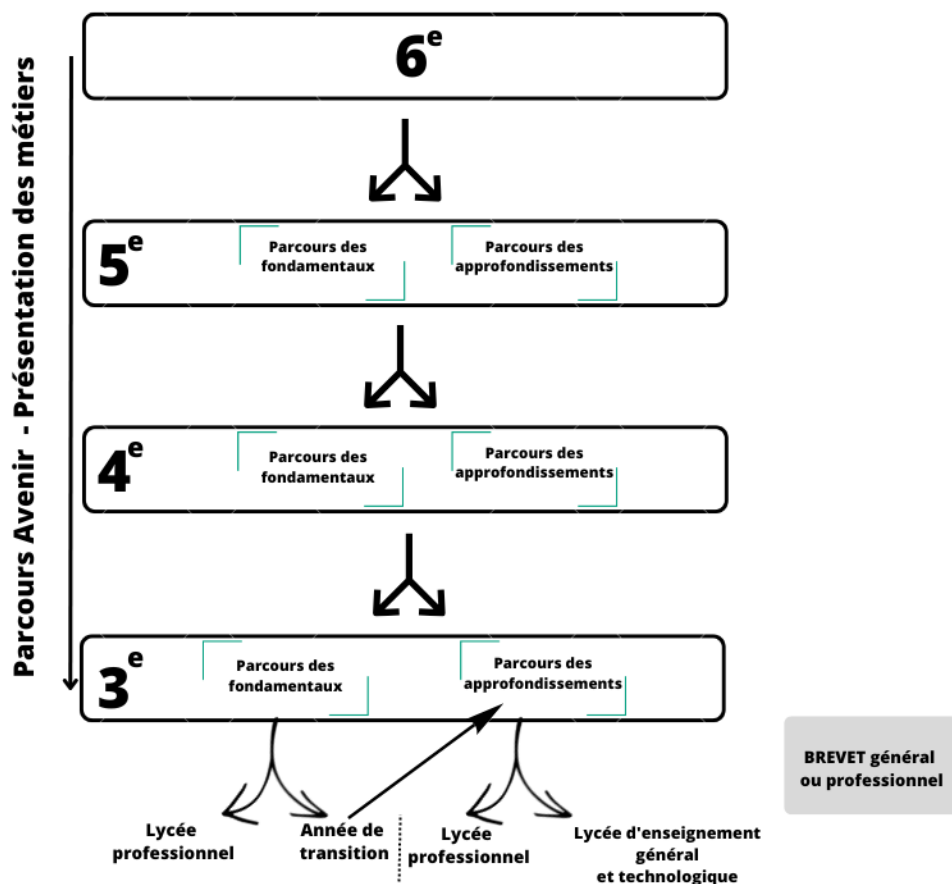 Parcours Avenir - Présentation des métiers
6e
5e
Parcours des
fondamentaux
Parcours des
approfondissements
4e
Parcours des
fondamentaux
Parcours des
approfondissements
3e
Parcours des
fondamentaux
Parcours des
approfondissements
BREVET général
ou professionnel
Lycée
professionnel
Année de
transition
Lycée
professionnel
Lycée d'enseignement
général
et technologique